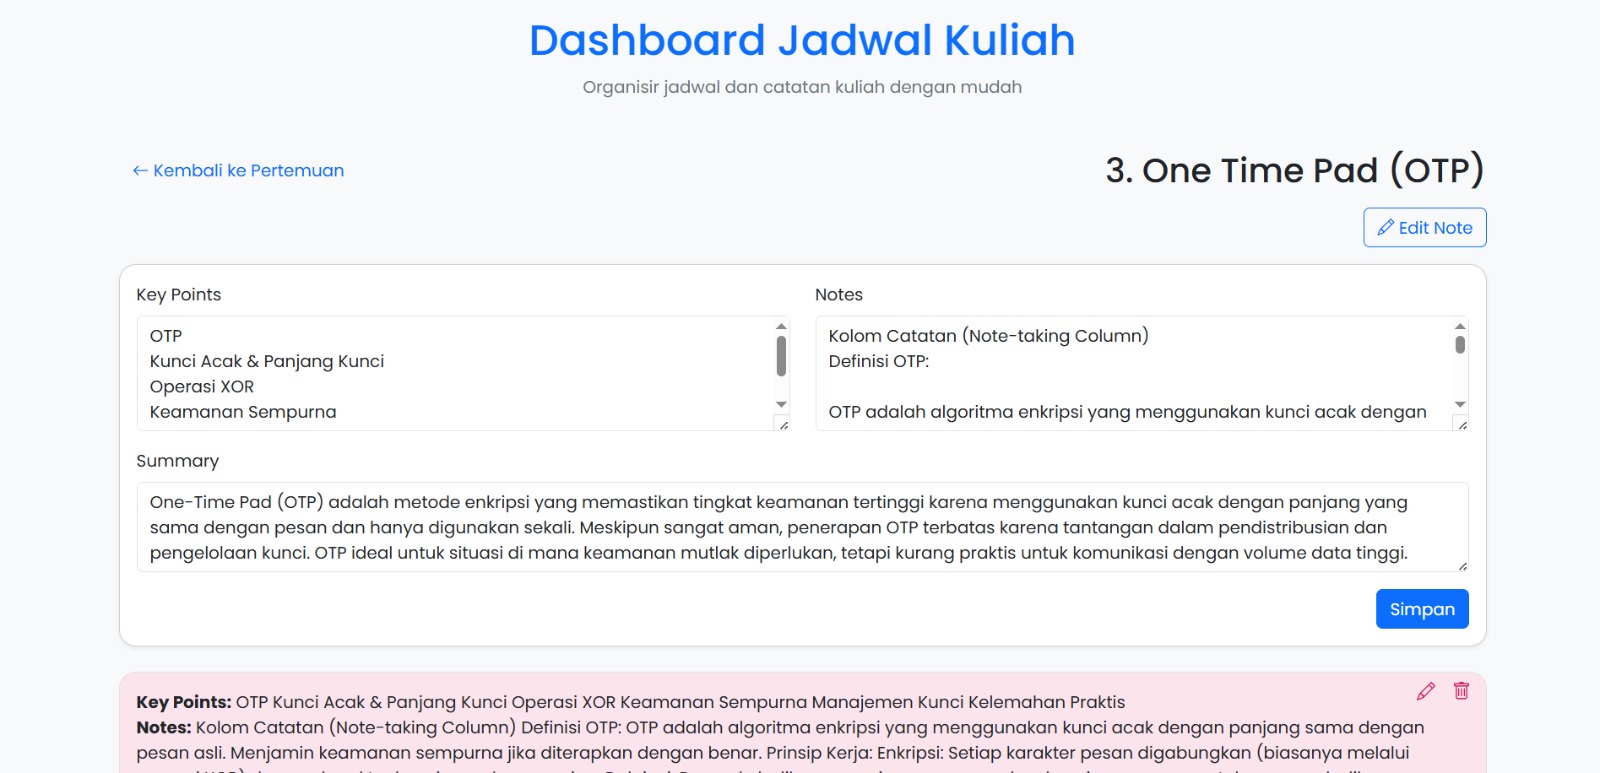 Dashboard Jadwal Kuliah
Organisir jadwal dan catatan kuliah dengan mudah
← Kembali ke Pertemuan
3. One Time Pad (OTP)
Edit Note
Key Points
OTP
Kunci Acak & Panjang Kunci
Operasi XOR
Keamanan Sempurna
Notes
Kolom Catatan (Note-taking Column)
Definisi OTP:
OTP adalah algoritma enkripsi yang menggunakan kunci acak dengan
Summary
One-Time Pad (OTP) adalah metode enkripsi yang memastikan tingkat keamanan tertinggi karena menggunakan kunci acak dengan panjang yang
sama dengan pesan dan hanya digunakan sekali. Meskipun sangat aman, penerapan OTP terbatas karena tantangan dalam pendistribusian dan
pengelolaan kunci. OTP ideal untuk situasi di mana keamanan mutlak diperlukan, tetapi kurang praktis untuk komunikasi dengan volume data tinggi.
Simpan
Key Points: OTP Kunci Acak & Panjang Kunci Operasi XOR Keamanan Sempurna Manajemen Kunci Kelemahan Praktis
Notes: Kolom Catatan (Note-taking Column) Definisi OTP: OTP adalah algoritma enkripsi yang menggunakan kunci acak dengan panjang sama dengan
pesan asli. Menjamin keamanan sempurna jika diterapkan dengan benar. Prinsip Kerja: Enkripsi: Setiap karakter pesan digabungkan (biasanya melalui